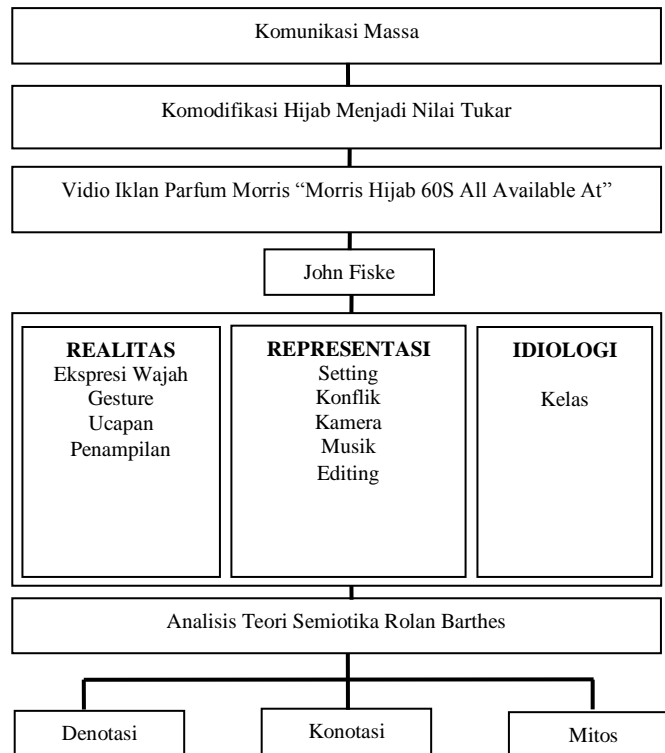 Komunikasi Massa
Komodifikasi Hijab Menjadi Nilai Tukar
Vidio Iklan Parfum Morris “Morris Hijab 60S All Available At”
John Fiske
REALITAS
Ekspresi Wajah
Gesture
Ucapan
Penampilan
REPRESENTASI
Setting
Konflik
Kamera
Musik
Editing
IDIOLOGI
Kelas
Analisis Teori Semiotika Rolan Barthes
Denotasi
Konotasi
Mitos